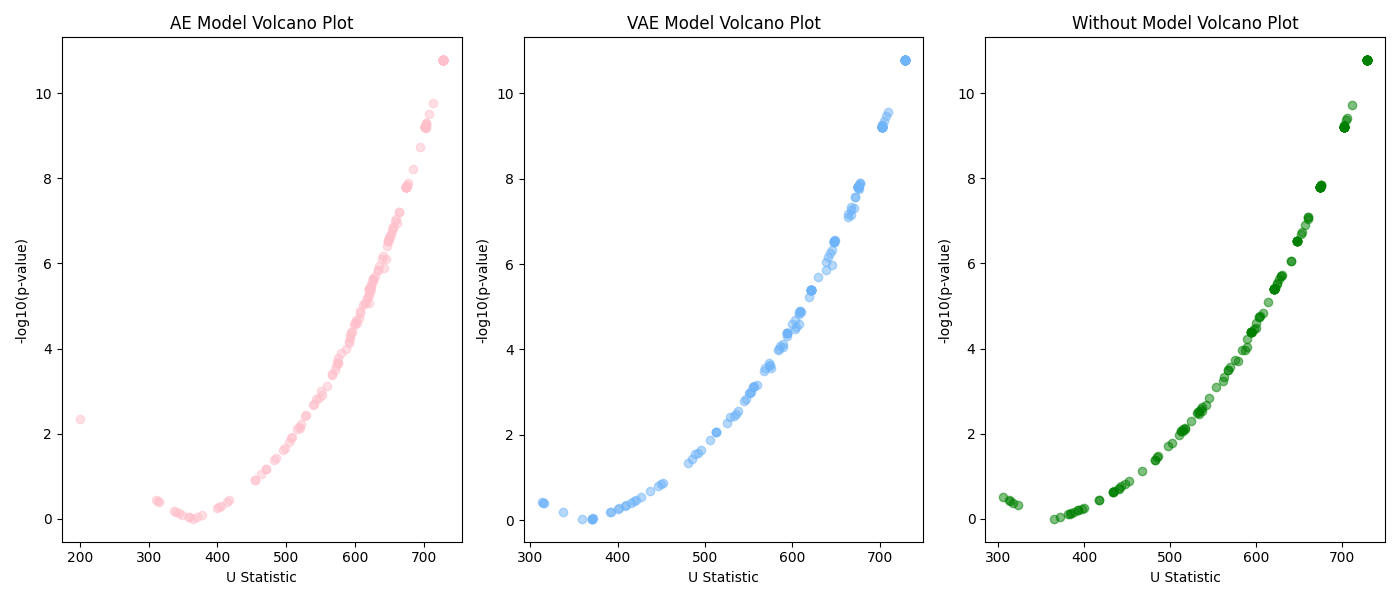 AE Model Volcano Plot
-log10(p-value)
10
8
6
4
2
0
200 300 400 500 600 700
U Statistic
VAE Model Volcano Plot
-log10(p-value)
10
8
6
4
2
0
300 400 500 600 700
U Statistic
Without Model Volcano Plot
-log10(p-value)
10
8
6
4
2
0
300 400 500 600 700
U Statistic